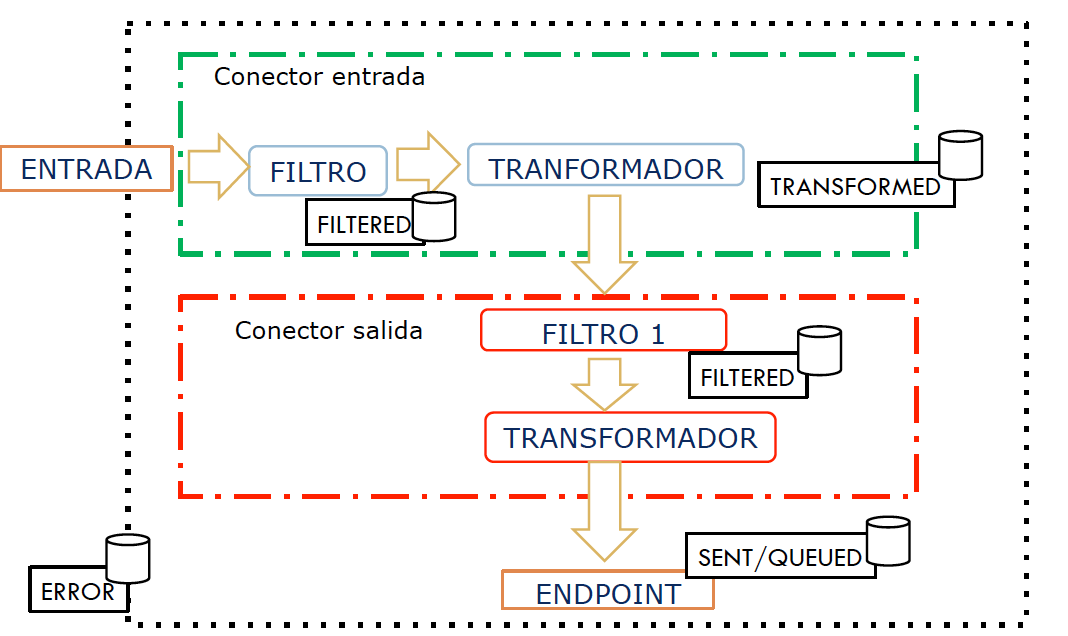 Conector entrada
ENTRADA
FILTRO
TRANFORMADOR
TRANSFORMED
FILTERED
Conector salida
FILTRO 1
FILTERED
TRANSFORMADOR
SENT/QUEUED
ERROR
ENDPOINT